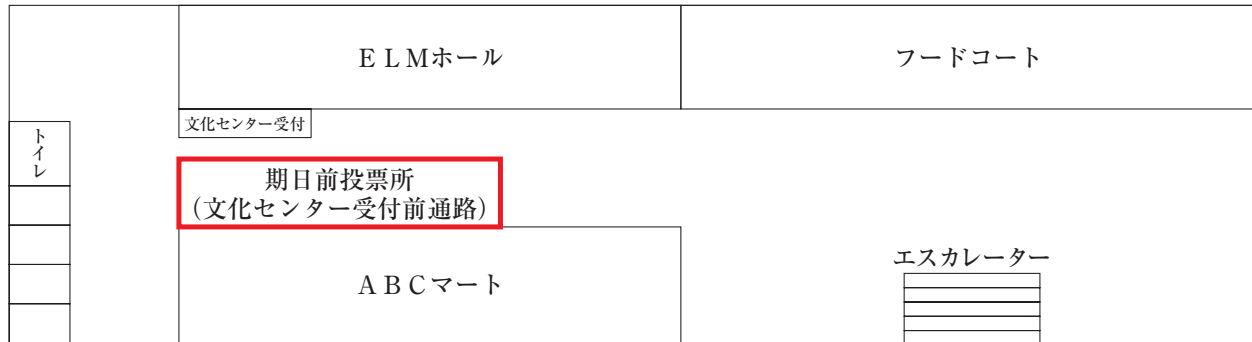 ＥＬＭホール
フードコート
文化センター受付
トイレ
期日前投票所
（文化センター受付前通路）
エスカレーター
ＡＢＣマート